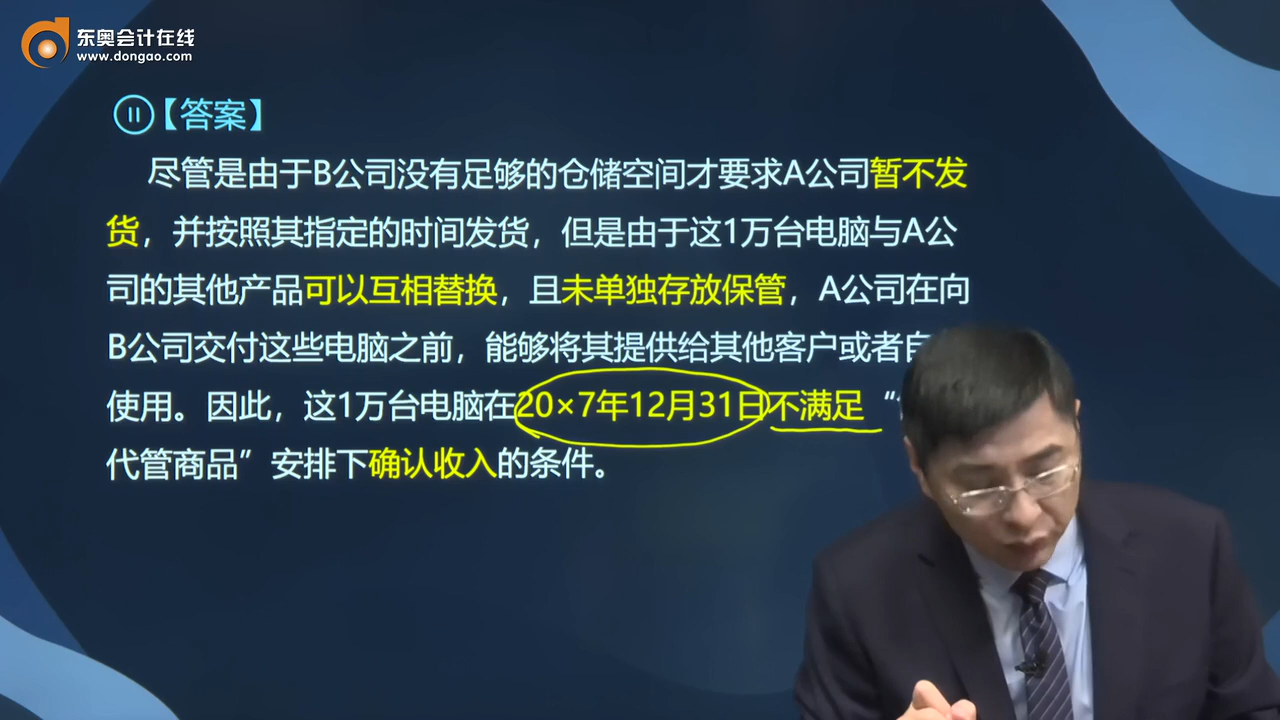 东奥会计在线
www.dongao.com
【答案】
尽管是由于B公司没有足够的仓储空间才要求A公司暂不发
货，并按照其指定的时间发货，但是由于这1万台电脑与A公
司的其他产品可以互相替换，且未单独存放保管，A公司在向
B公司交付这些电脑之前，能够将其提供给其他客户或者自
使用。因此，这1万台电脑在20×7年12月31日不满足“
代管商品”安排下确认收入的条件。